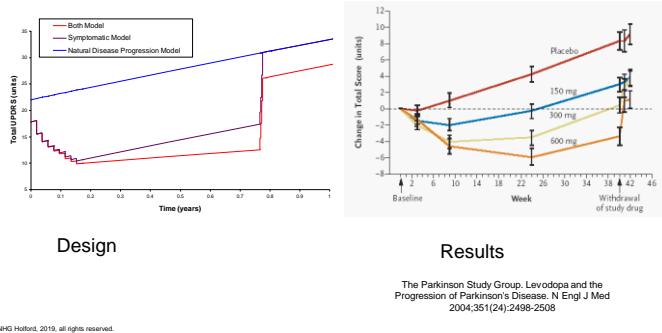 Both Model
Symptomatic Model
Natural Disease Progression Model
Total UPDRS (units)
35
30
25
20
15
10
5
0
0.1
0.2
0.3
0.4
0.5
0.6
0.7
0.8
0.9
1
Time (years)
Design
Change in Total Score (units)
12
10
8
6
4
2
0
−2
−4
−6
−8
Placebo
150 mg
300 mg
600 mg
2 6 10 14 18 22 26 30 34 38 42 46
Baseline
Week
Withdrawal
of study drug
Results
The Parkinson Study Group. Levodopa and the
Progression of Parkinson's Disease. N Engl J Med
2004;351(24):2498-2508
NHG Holford, 2019, all rights reserved.